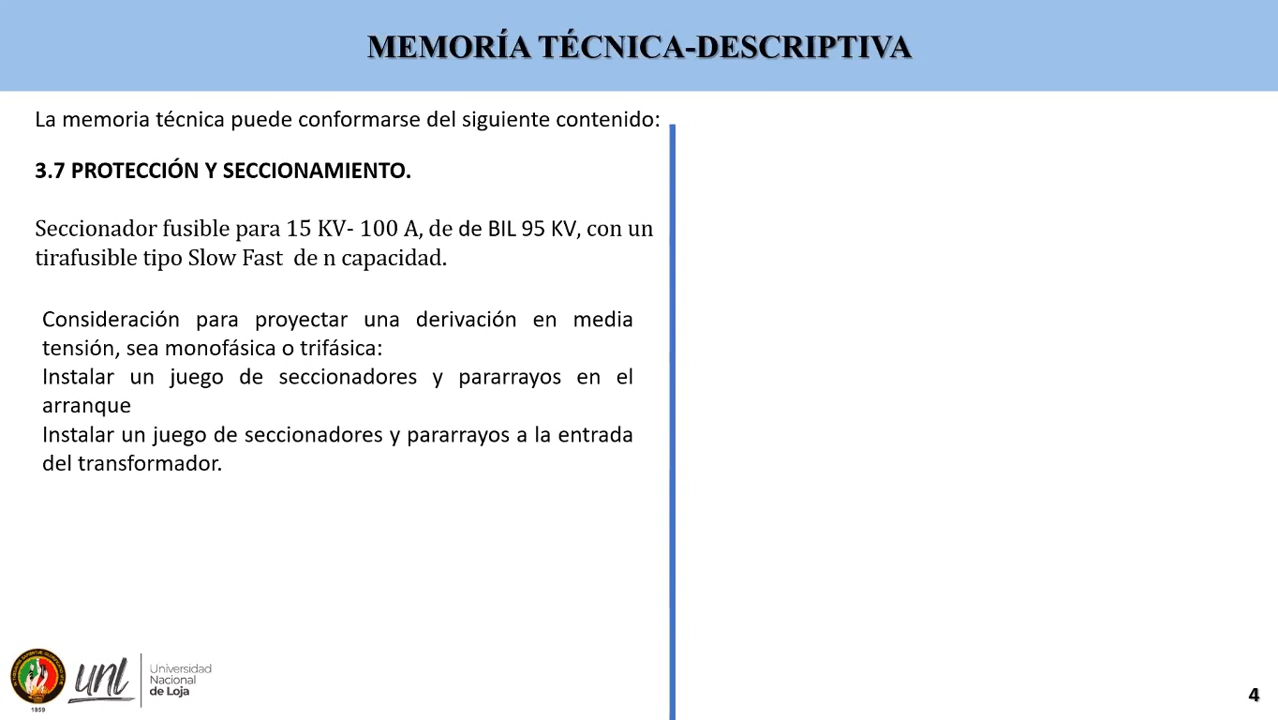 MEMORÍA TÉCNICA-DESCRIPTIVA
La memoria técnica puede conformarse del siguiente contenido:
3.7 PROTECCIÓN Y SECCIONAMIENTO.
Seccionador fusible para 15 KV- 100 A, de de BIL 95 KV, con un
tirafusible tipo Slow Fast de n capacidad.
Consideración para proyectar una derivación en media
tensión, sea monofásica o trifásica:
Instalar un juego de seccionadores y pararrayos en el
arranque
Instalar un juego de seccionadores y pararrayos a la entrada
del transformador.
1859
unl
Universidad
Nacional
de Loja
4